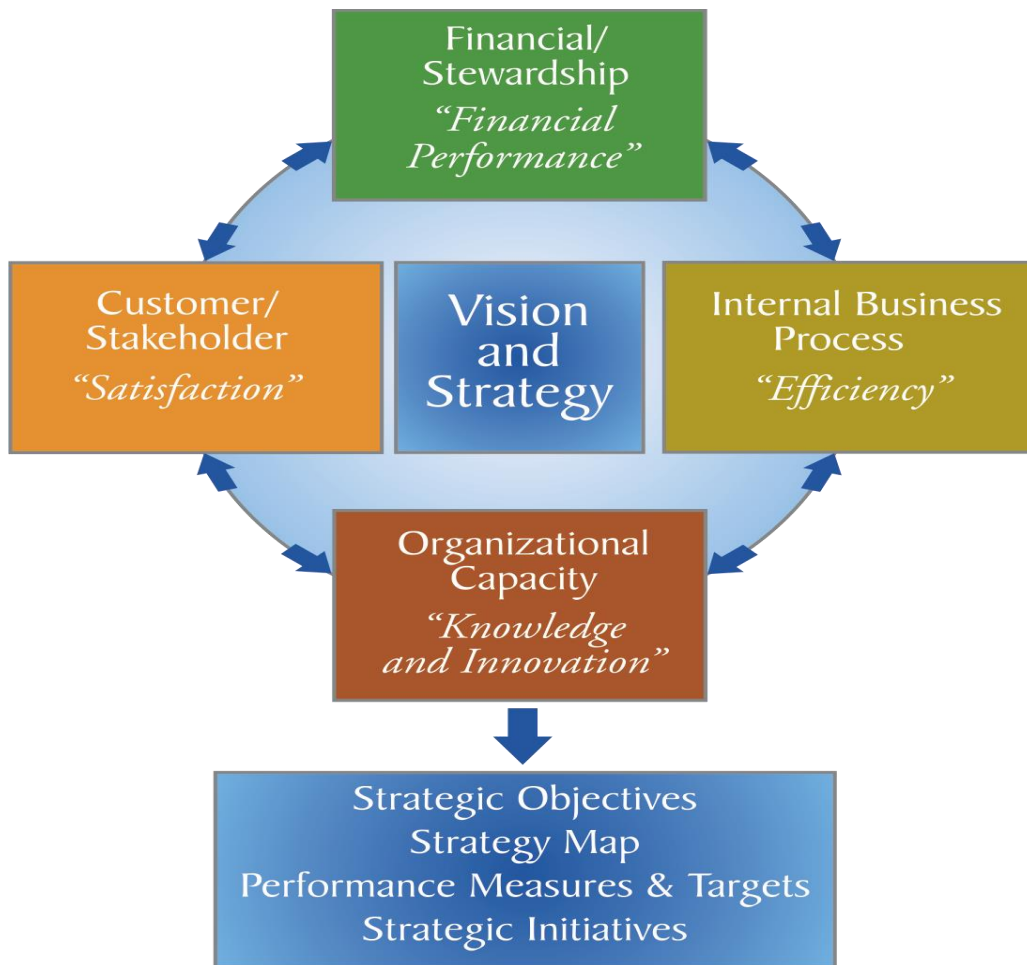 Financial/
Stewardship
“Financial
Performance”
Customer/
Stakeholder
“Satisfaction”
Vision
and
Strategy
Internal Business
Process
“Efficiency”
Organizational
Capacity
“Knowledge
and Innovation”
Strategic Objectives
Strategy Map
Performance Measures & Targets
Strategic Initiatives